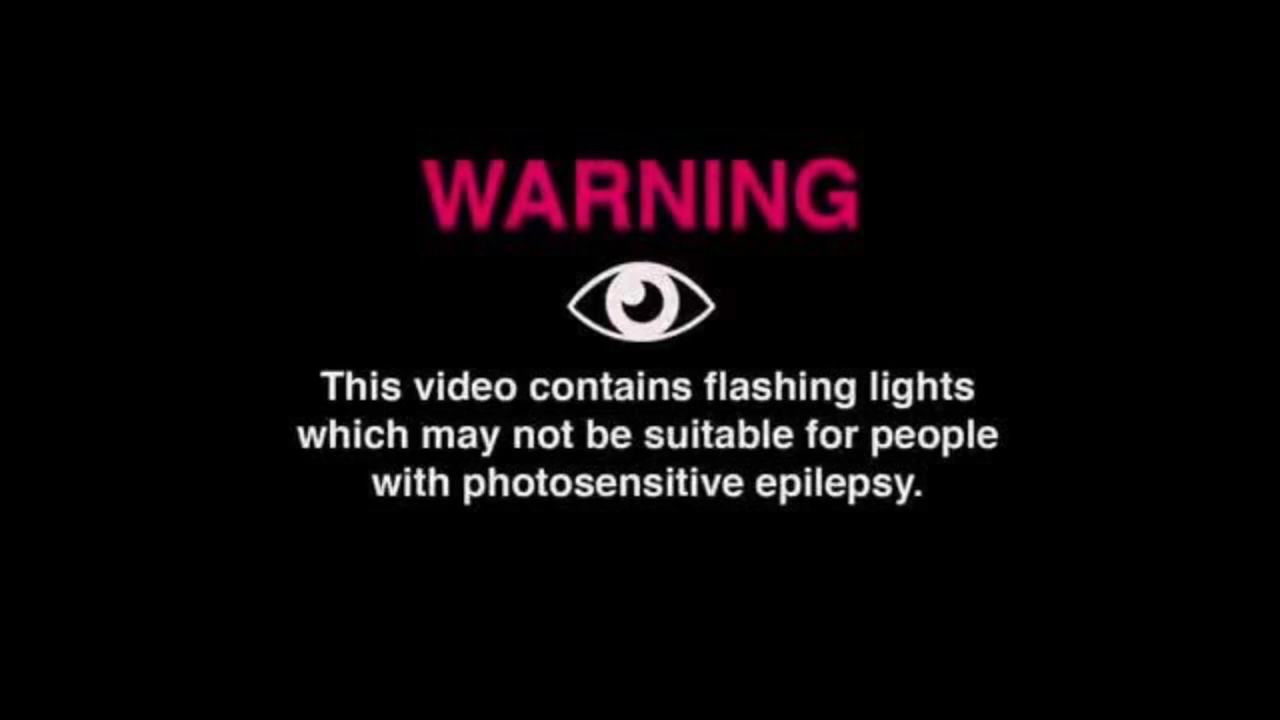 WARNING
This video contains flashing lights
which may not be suitable for people
with photosensitive epilepsy.